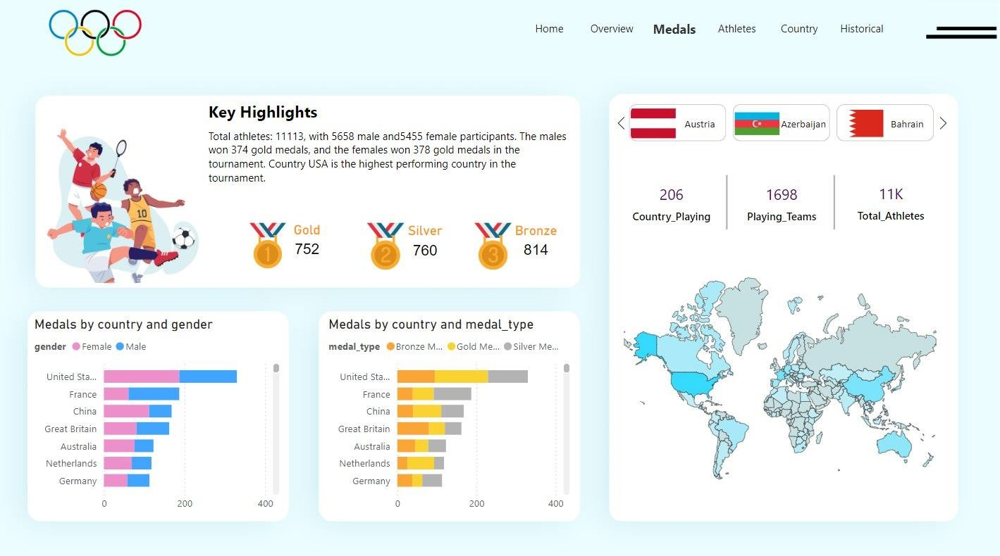 Home Overview Medals Athletes Country Historical
Key Highlights
Total athletes: 11113, with 5658 male and5455 female participants. The males
won 374 gold medals, and the females won 378 gold medals in the
tournament. Country USA is the highest performing country in the
tournament.
10
1 Gold
752
2 Silver
760
3 Bronze
814
Austria Azerbaijan Bahrain
206 1698 11K
Country_Playing Playing_Teams Total_Athletes
Medals by country and gender
gender Female Male
United Sta...
France
China
Great Britain
Australia
Netherlands
Germany
0 200 400
Medals by country and medal_type
medal_type Bronze M... Gold Me... Silver Me...
United Sta...
France
China
Great Britain
Australia
Netherlands
Germany
0 200 400